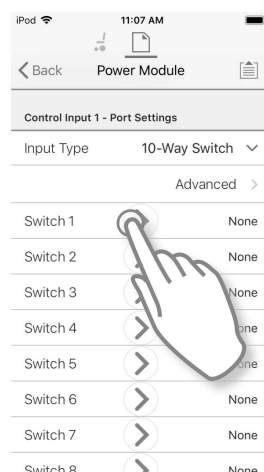 iPod 11:07 AM
Back Power Module
Control Input 1 - Port Settings
Input Type 10-Way Switch
Advanced
Switch 1 None
Switch 2 None
Switch 3 None
Switch 4
Switch 5
Switch 6 None
Switch 7 None
Switch 8 None